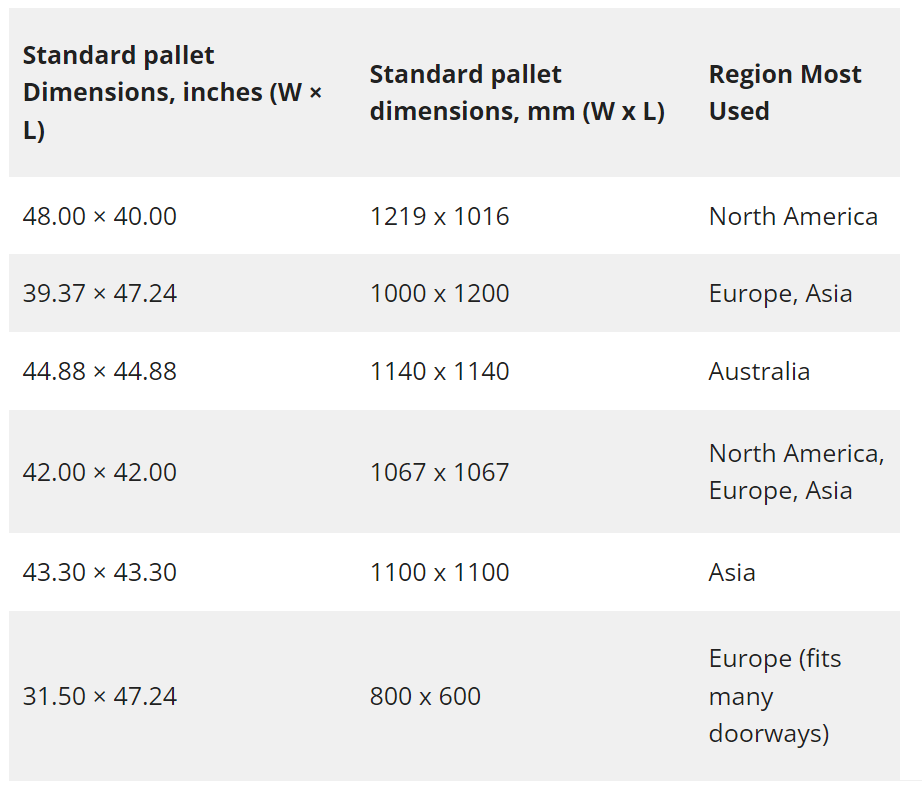 Standard pallet
Dimensions, inches (W ×
L)
Standard pallet
dimensions, mm (W x L)
Region Most
Used
48.00 × 40.00
1219 x 1016
North America
39.37 × 47.24
1000 x 1200
Europe, Asia
44.88 × 44.88
1140 x 1140
Australia
42.00 × 42.00
1067 x 1067
North America,
Europe, Asia
43.30 × 43.30
1100 x 1100
Asia
31.50 × 47.24
800 x 600
Europe (fits
many
doorways)